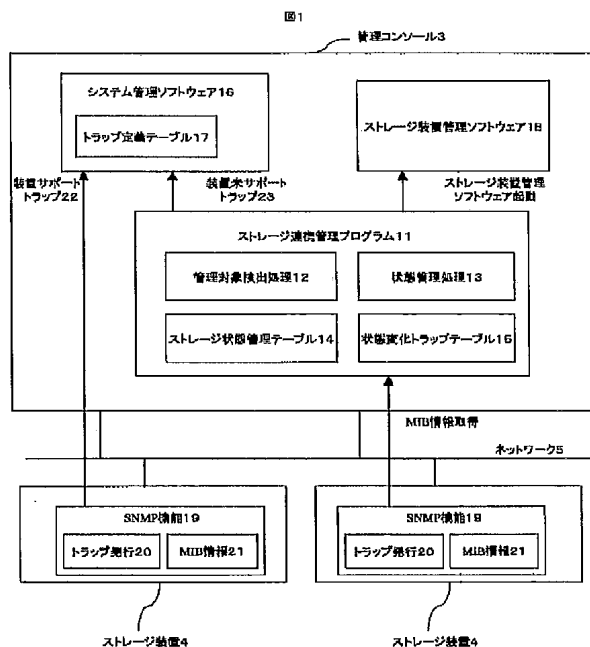 図1
管理コンソール3
システム管理ソフトウェア16
トラップ定義テーブル17
ストレージ装置管理ソフトウェア18
装置サポート
トラップ22
装置未サポート
トラップ23
ストレージ装置管理
ソフトウェア起動
ストレージ連携管理プログラム11
管理対象検出処理12
状態管理処理13
ストレージ状態管理テーブル14
状態変化トラップテーブル15
MIB情報取得
ネットワーク5
SNMP機能19
トラップ発行20
MIB情報21
SNMP機能19
トラップ発行20
MIB情報21
ストレージ装置4
ストレージ装置4